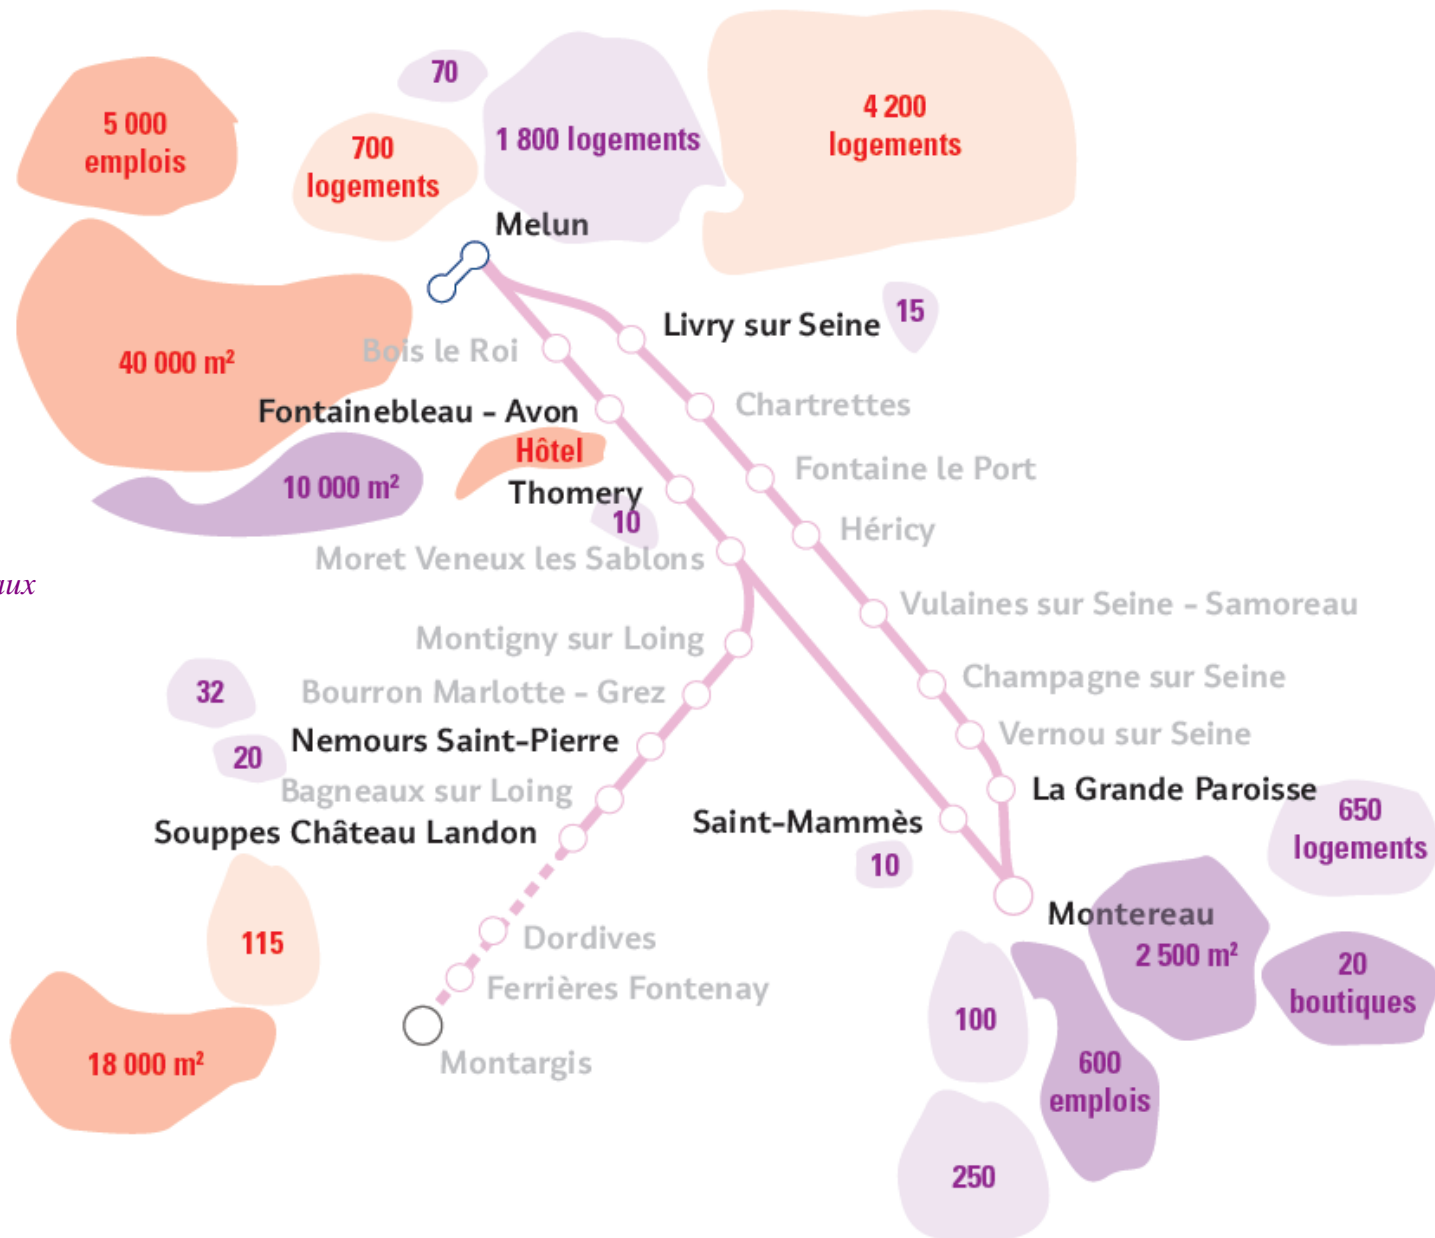 70
5 000
emplois
700
logements
1 800 logements
4 200
logements
Melun
Livry sur Seine
15
Bois le Roi
40 000 m²
Chartrettes
Fontainebleau - Avon
Hôtel
Fontaine le Port
10 000 m²
Thomery
10
Héricy
Moret Veneux les Sablons
aux
Vulaines sur Seine - Samoreau
Montigny sur Loing
Champagne sur Seine
32
Bourron Marlotte - Grez
Vernou sur Seine
Nemours Saint-Pierre
20
Bagneaux sur Loing
La Grande Paroisse
650
logements
Souppes Château Landon
Saint-Mammès
10
Montereau
2 500 m²
20
boutiques
115
Dordives
Ferrières Fontenay
100
18 000 m²
Montargis
600
emplois
250